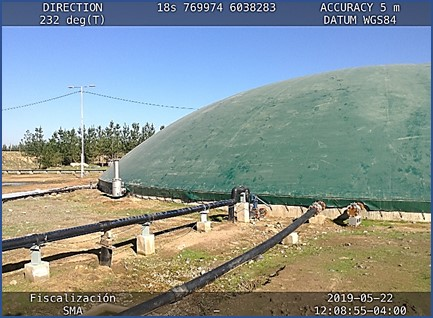 DIRECTION 18s 769974 6038283 ACCURACY 5 m
232 deg(T) DATUM WGS84
Fiscalización 2019-05-22
SMA – 12:08:55-04:00